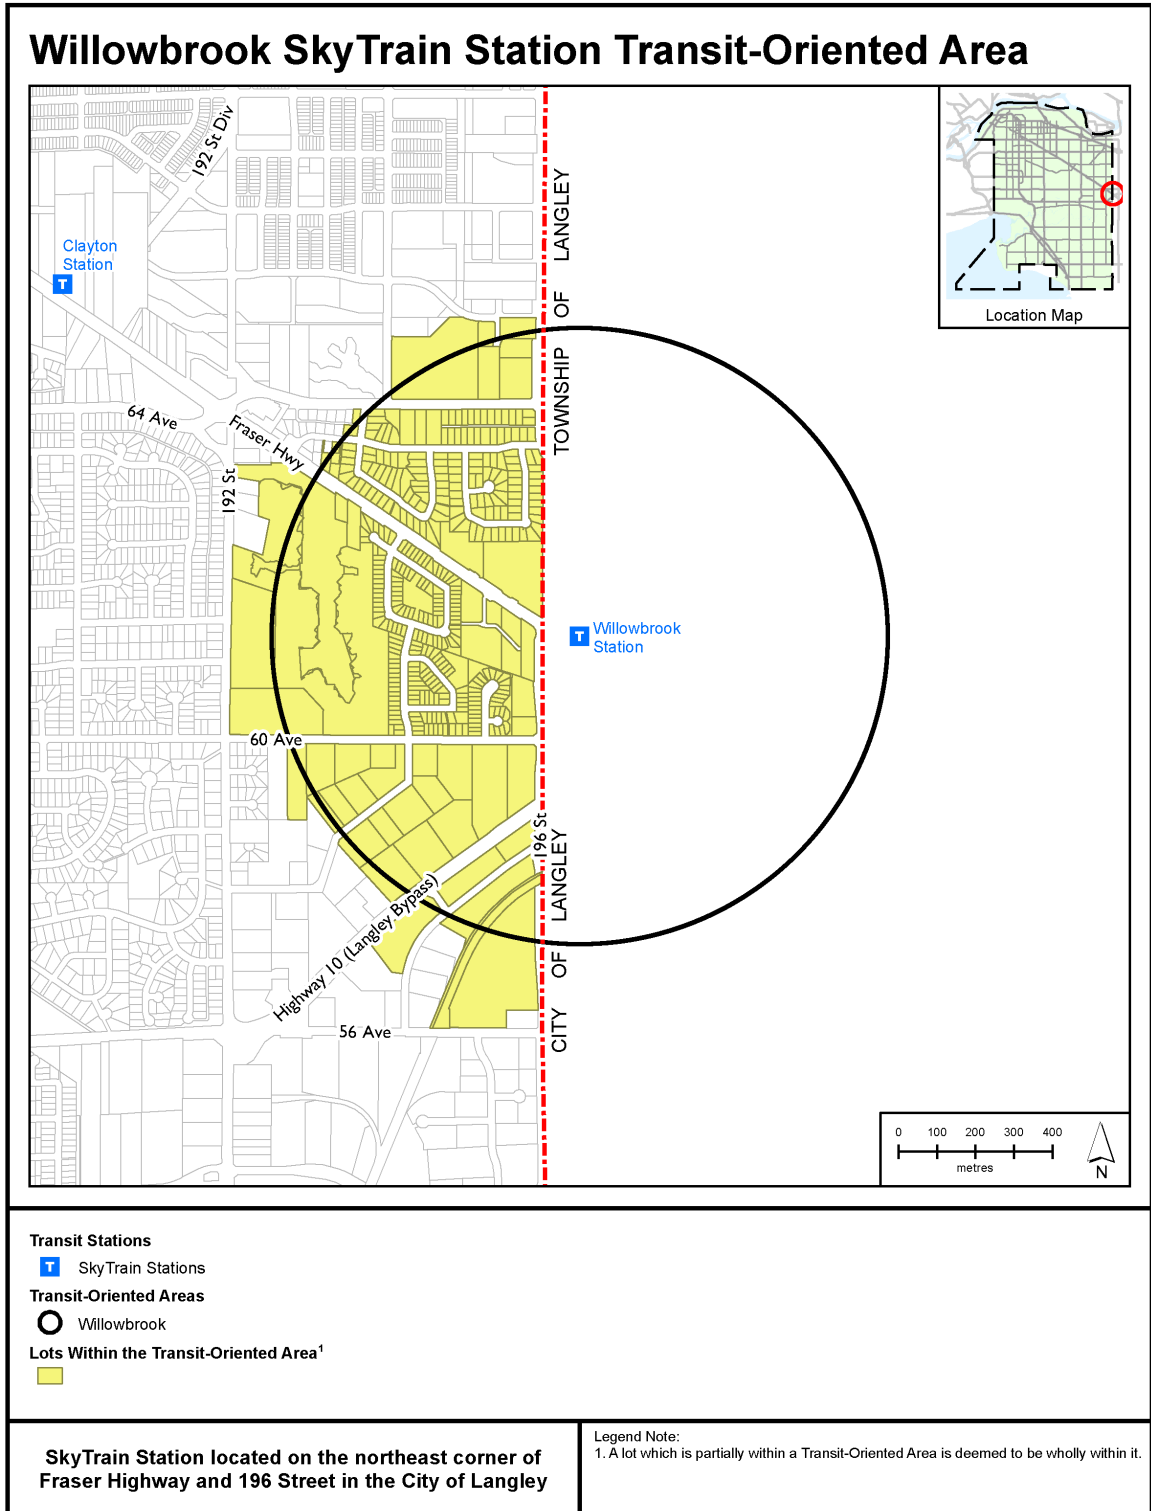 Willowbrook SkyTrain Station Transit-Oriented Area
192 St Div
Clayton
Station
T
TOWNSHIP OF LANGLEY
Location Map
64 Ave
Fraser Hwy
192 St
T
Willowbrook
Station
60 Ave
196 St
CITY OF LANGLEY
Highway 10 (Langley Bypass)
56 Ave
0 100 200 300 400
metres
N
Transit Stations
T SkyTrain Stations
Transit-Oriented Areas
Willowbrook
Lots Within the Transit-Oriented Area1
SkyTrain Station located on the northeast corner of
Fraser Highway and 196 Street in the City of Langley
Legend Note:
1. A lot which is partially within a Transit-Oriented Area is deemed to be wholly within it.